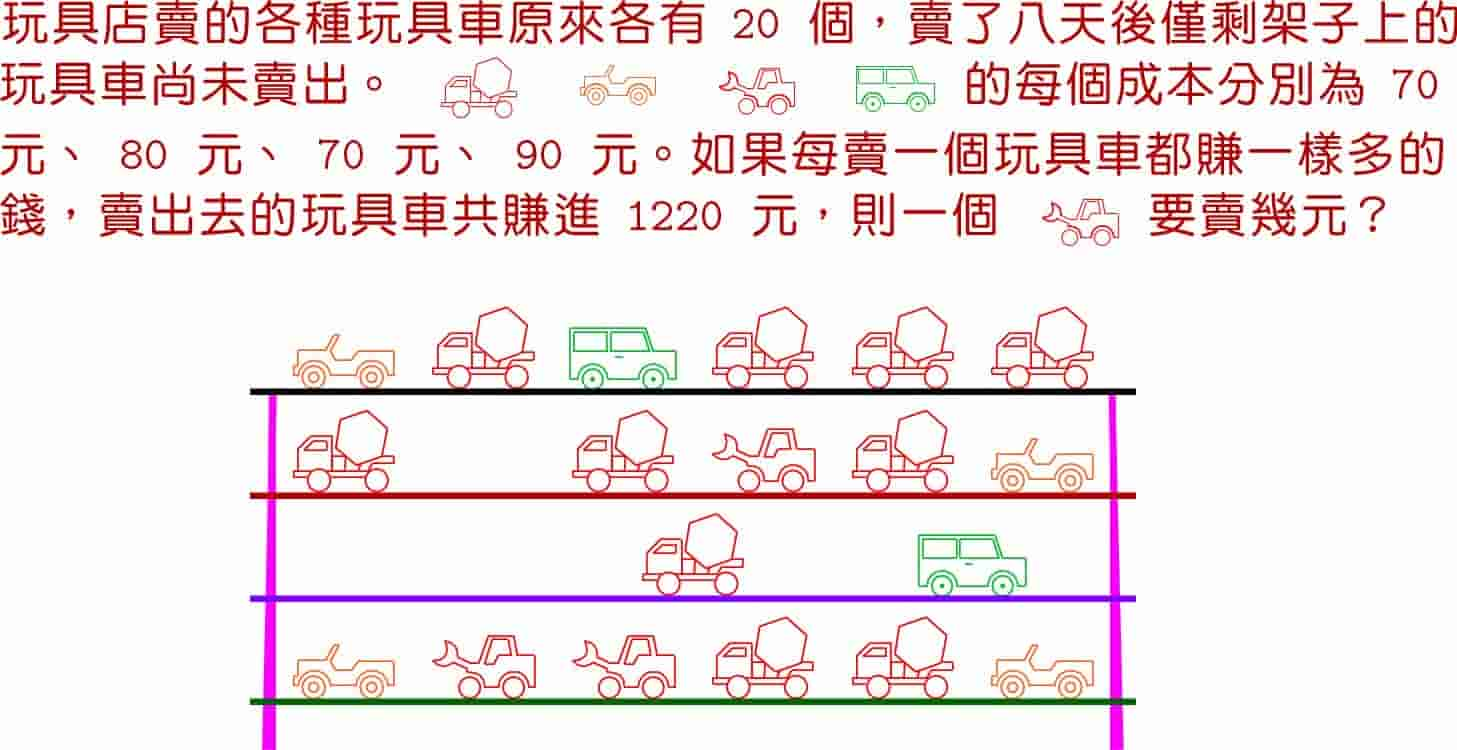 玩具店賣的各種玩具車原來各有 20 個，賣了八天後僅剩架子上的
玩具車尚未賣出。 的每個成本分別為 70
元、 80 元、 70 元、 90 元。如果每賣一個玩具車都賺一樣多的
錢，賣出去的玩具車共賺進 1220 元，則一個 要賣幾元？